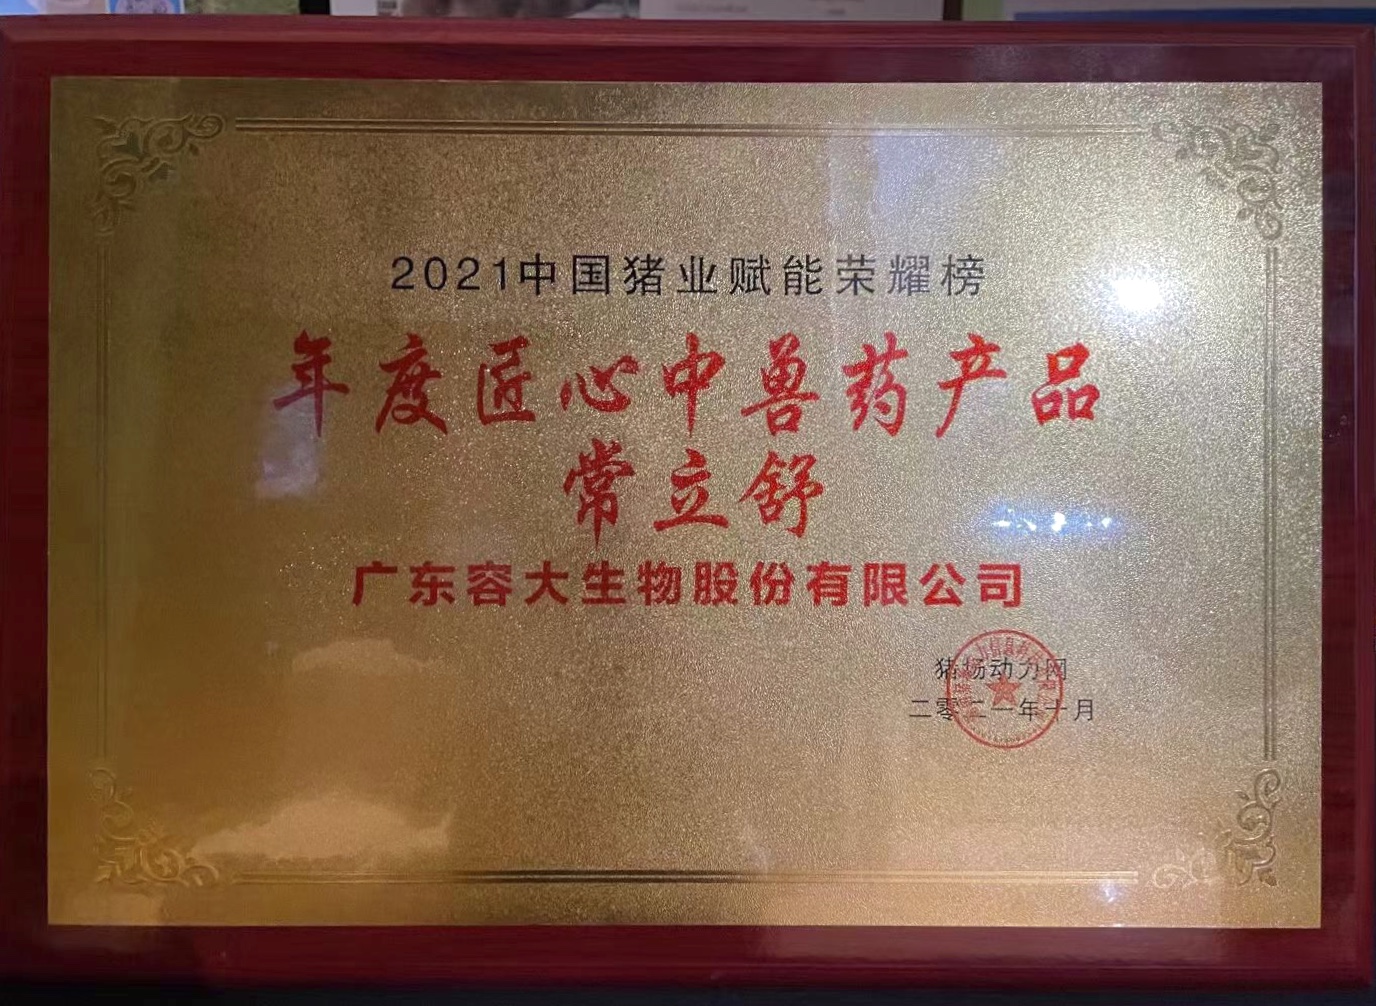 2021中国猪业赋能荣耀榜
年度匠心中兽药产品
常立舒
广东容大生物股份有限公司
猪场动力网
二零二一年十月